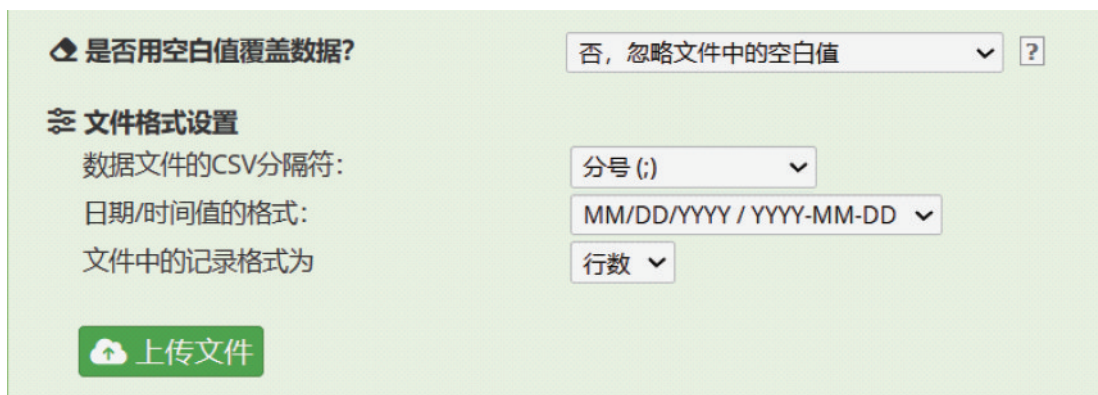 是否用空白值覆盖数据? 否，忽略文件中的空白值 ?
文件格式设置
数据文件的CSV分隔符: 分号 (;)
日期/时间值的格式: MM/DD/YYYY / YYYY-MM-DD
文件中的记录格式为 行数
上传文件